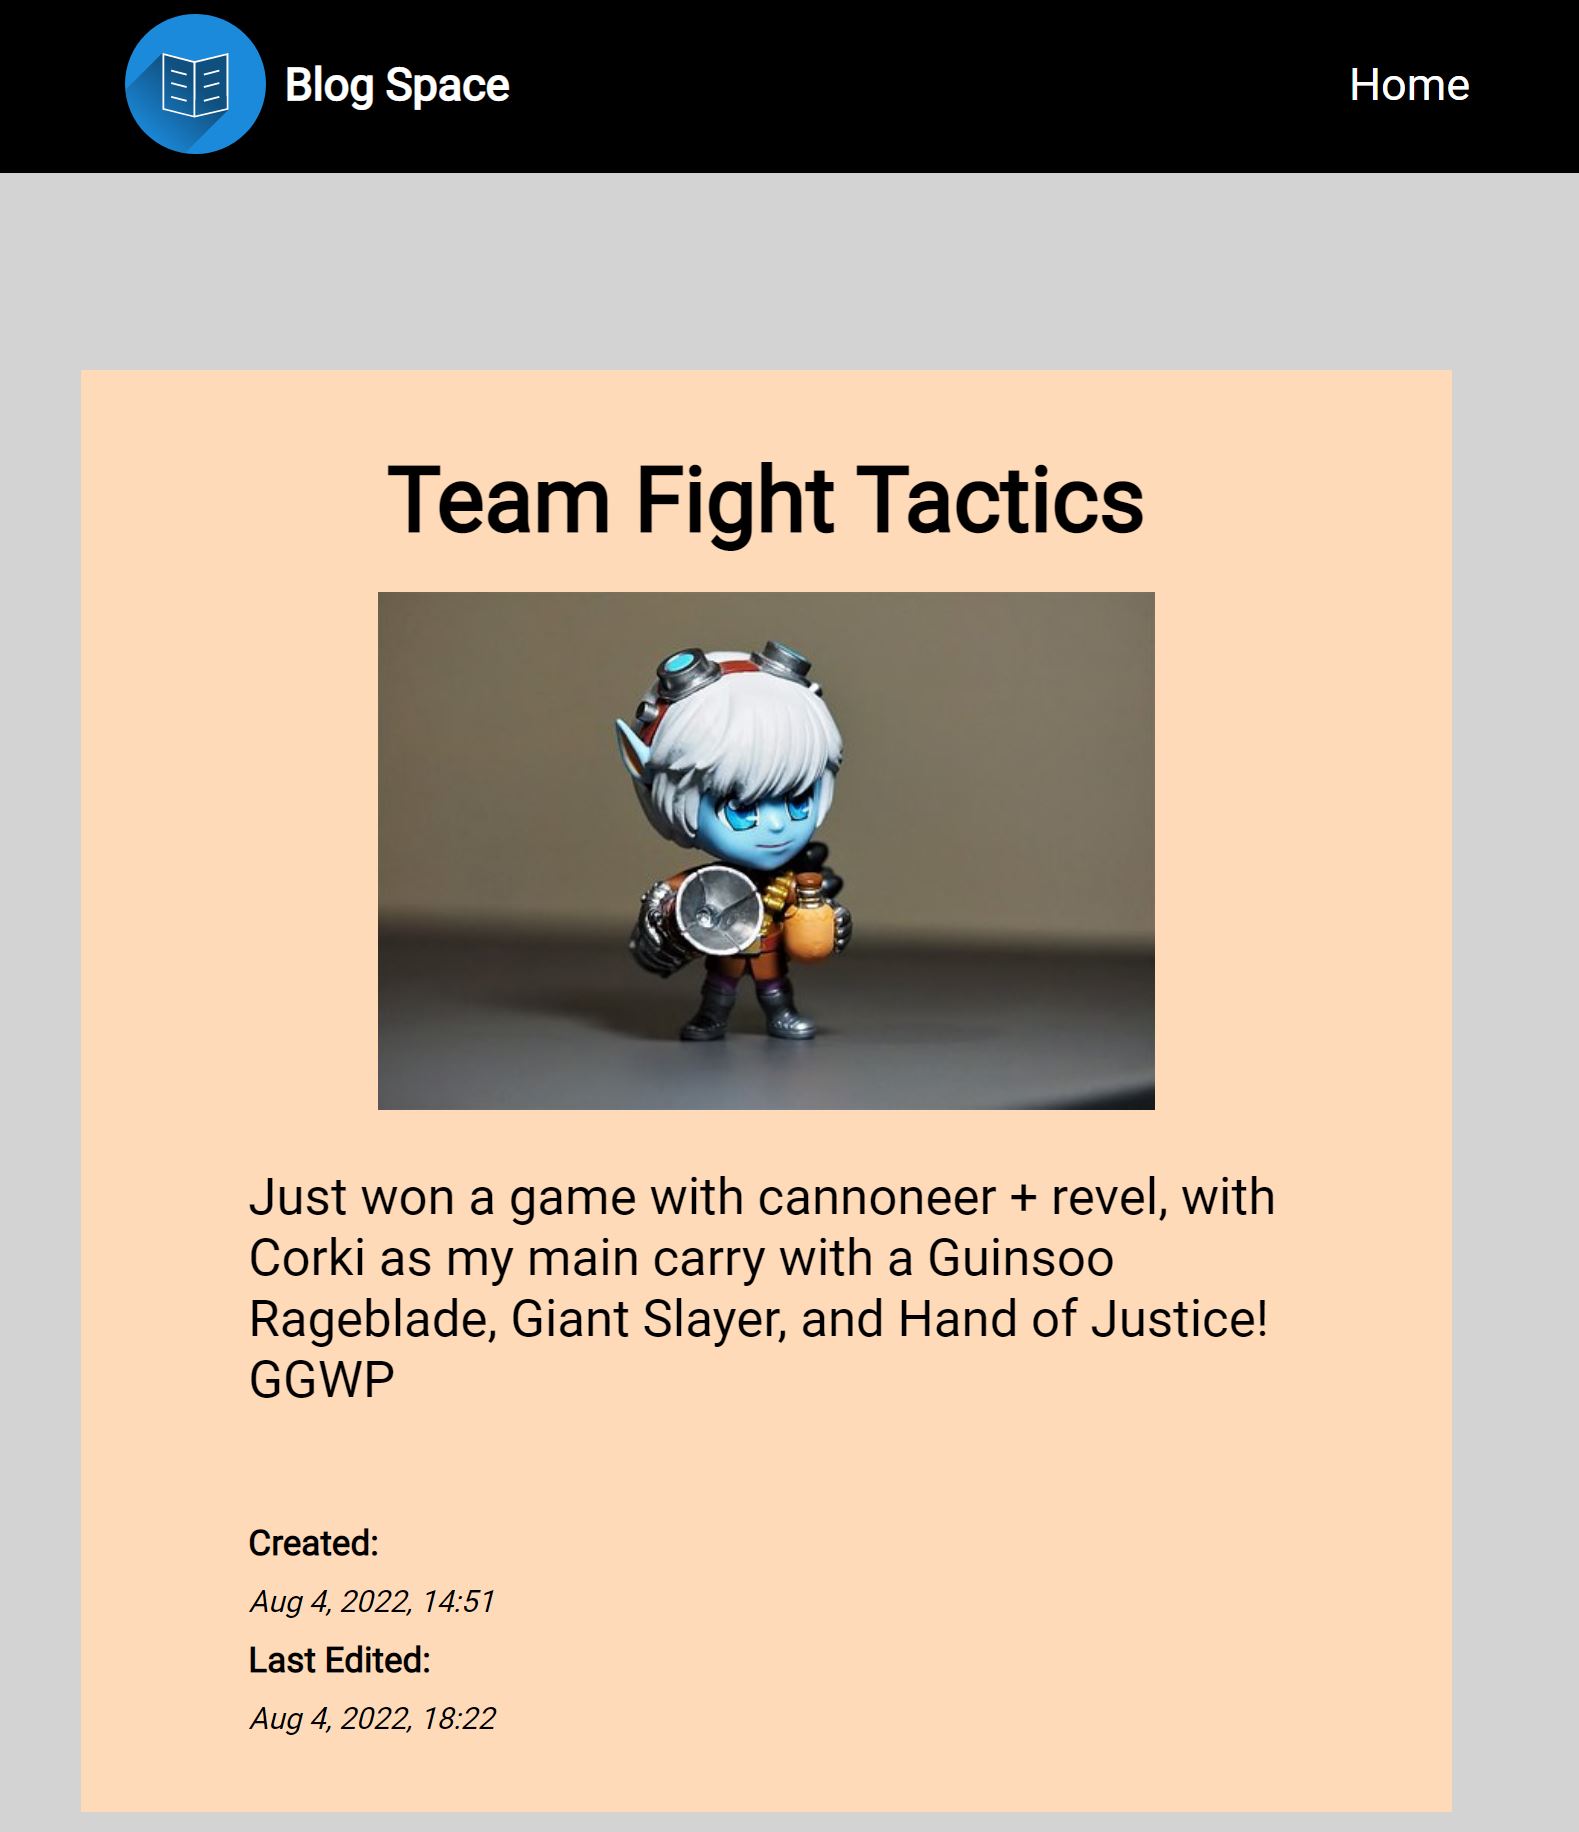 Blog Space
Home
Team Fight Tactics
Just won a game with cannoneer + revel, with
Corki as my main carry with a Guinsoo
Rageblade, Giant Slayer, and Hand of Justice!
GGWP
Created:
Aug 4, 2022, 14:51
Last Edited:
Aug 4, 2022, 18:22